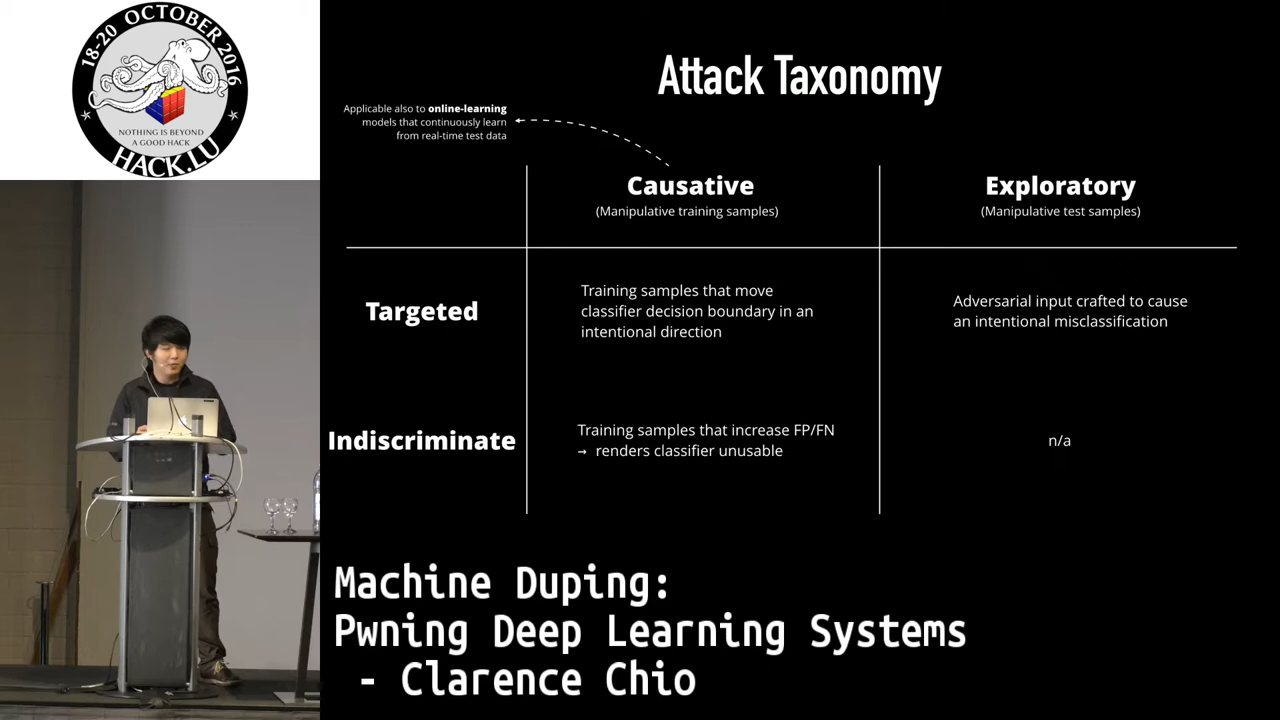 18-20 OCTOBER 2016
NOTHING IS BEYOND
A GOOD HACK
HACK.LU
Attack Taxonomy
Applicable also to online-learning
models that continuously learn
from real-time test data
Causative
(Manipulative training samples)
Exploratory
(Manipulative test samples)
Targeted
Training samples that move
classifier decision boundary in an
intentional direction
Adversarial input crafted to cause
an intentional misclassification
Indiscriminate
Training samples that increase FP/FN
→ renders classifier unusable
n/a
Machine Duping:
Pwning Deep Learning Systems
- Clarence Chio